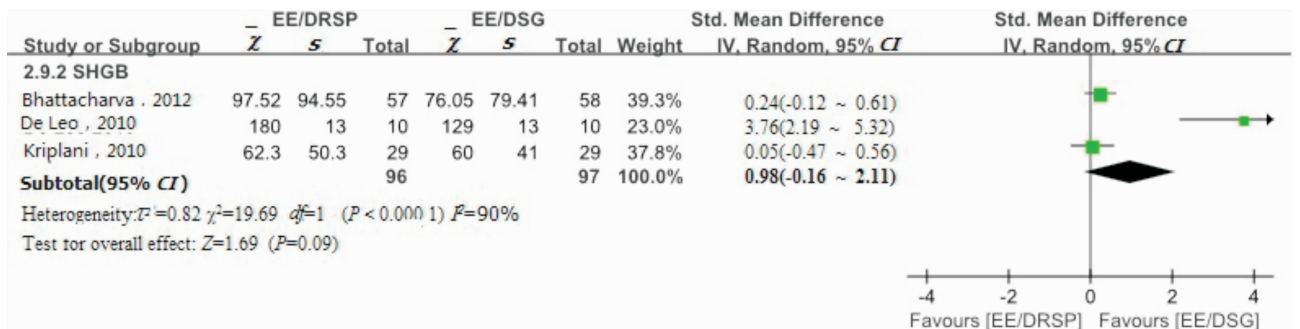 EE/DRSP EE/DSG Std. Mean Difference Std. Mean Difference
Study or Subgroup χ̄ s Total χ̄ s Total Weight IV, Random, 95% CI IV, Random, 95% CI
2.9.2 SHGB
Bhattacharva , 2012 97.52 94.55 57 76.05 79.41 58 39.3% 0.24(-0.12 ~ 0.61)
De Leo , 2010 180 13 10 129 13 10 23.0% 3.76(2.19 ~ 5.32)
Kriplani , 2010 62.3 50.3 29 60 41 29 37.8% 0.05(-0.47 ~ 0.56)
Subtotal(95% CI) 96 97 100.0% 0.98(-0.16 ~ 2.11)
Heterogeneity:τ²=0.82 χ²=19.69 df=1 (P < 0.000 1) I²=90%
Test for overall effect: Z=1.69 (P=0.09)
-4 -2 0 2 4
Favours [EE/DRSP] Favours [EE/DSG]